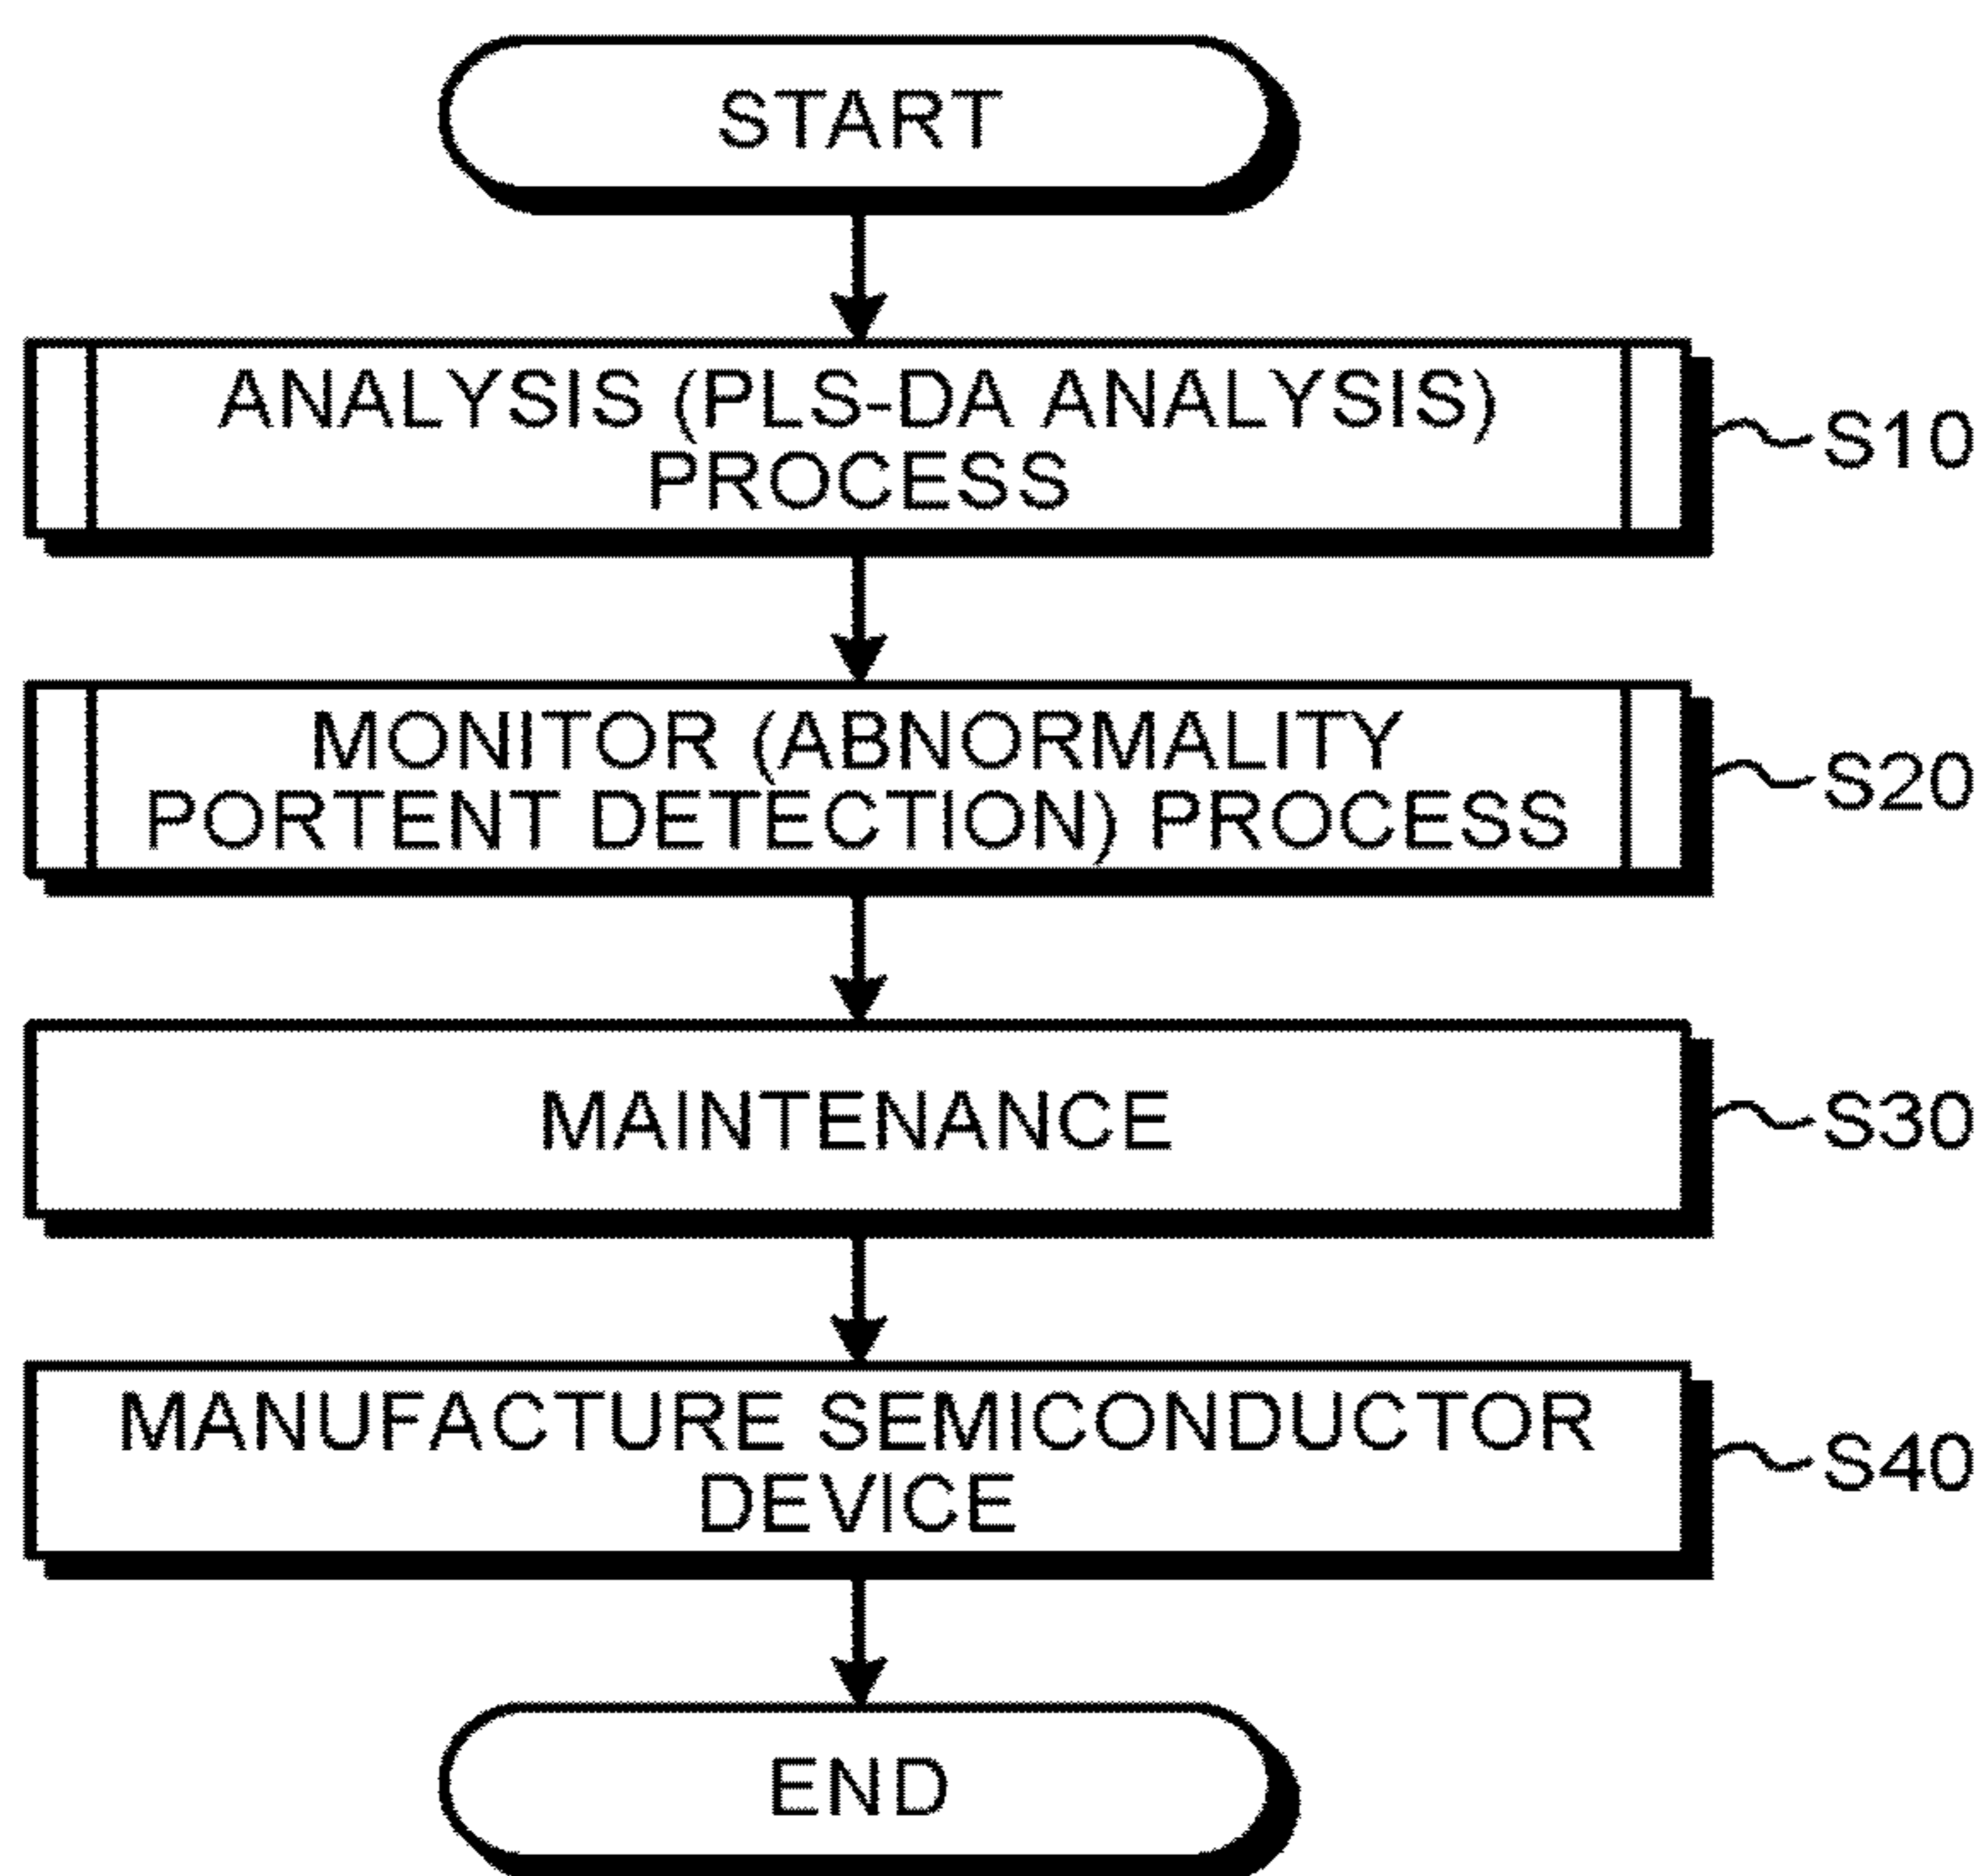 START
ANALYSIS (PLS-DA ANALYSIS)
PROCESS
S10
MONITOR (ABNORMALITY
PORTENT DETECTION) PROCESS
S20
MAINTENANCE
S30
MANUFACTURE SEMICONDUCTOR
DEVICE
S40
END